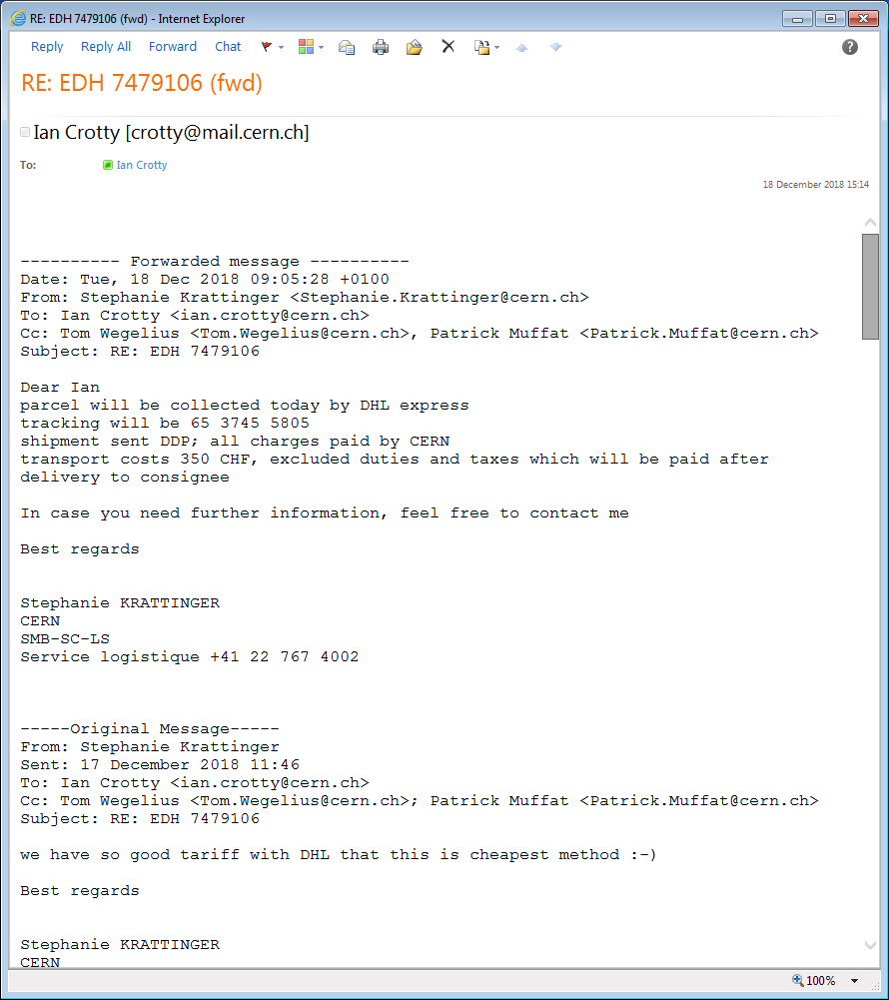 RE: EDH 7479106 (fwd) - Internet Explorer
Reply Reply All Forward Chat
RE: EDH 7479106 (fwd)
Ian Crotty [crotty@mail.cern.ch]
To: Ian Crotty
18 December 2018 15:14
---------- Forwarded message ----------
Date: Tue, 18 Dec 2018 09:05:28 +0100
From: Stephanie Krattinger <Stephanie.Krattinger@cern.ch>
To: Ian Crotty <ian.crotty@cern.ch>
Cc: Tom Wegelius <Tom.Wegelius@cern.ch>, Patrick Muffat <Patrick.Muffat@cern.ch>
Subject: RE: EDH 7479106
Dear Ian
parcel will be collected today by DHL express
tracking will be 65 3745 5805
shipment sent DDP; all charges paid by CERN
transport costs 350 CHF, excluded duties and taxes which will be paid after
delivery to consignee
In case you need further information, feel free to contact me
Best regards
Stephanie KRATTINGER
CERN
SMB-SC-LS
Service logistique +41 22 767 4002
-----Original Message-----
From: Stephanie Krattinger
Sent: 17 December 2018 11:46
To: Ian Crotty <ian.crotty@cern.ch>
Cc: Tom Wegelius <Tom.Wegelius@cern.ch>; Patrick Muffat <Patrick.Muffat@cern.ch>
Subject: RE: EDH 7479106
we have so good tariff with DHL that this is cheapest method :-)
Best regards
Stephanie KRATTINGER
CERN
100%